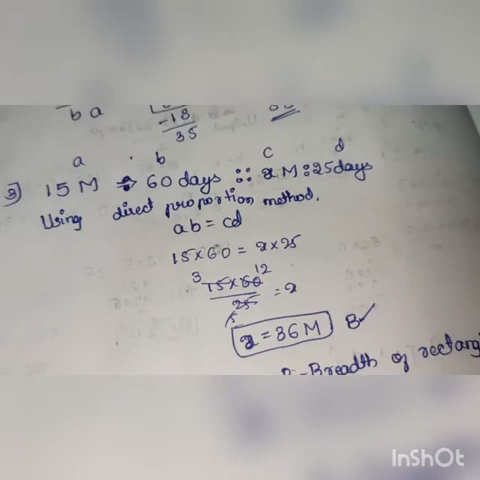 b a
-18
35
a b c d
3) 15 M ⇒ 60 days :: x M : 25 days
Using direct proportion method.
ab = cd
15 × 60 = x × 25
3 12
15 × 60 / 25 = x
5
x = 36 M B ✓
- Breadth of rectang
InShOt